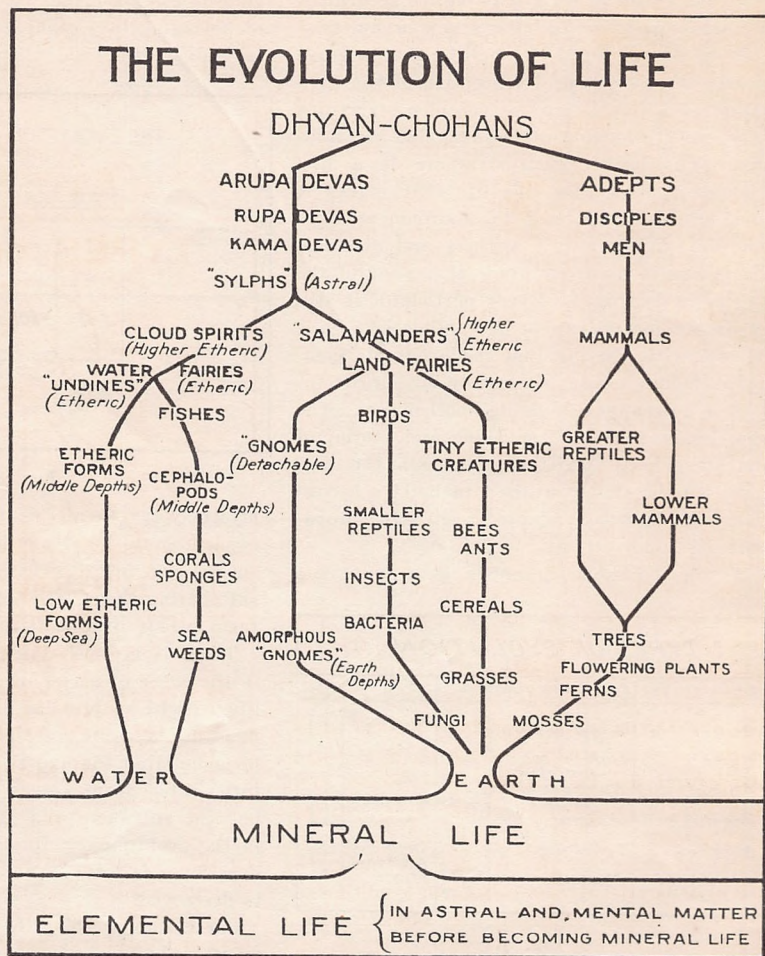 THE EVOLUTION OF LIFE
DHYAN-CHOHANS
ARUPA DEVAS
ADEPTS
RUPA DEVAS
DISCIPLES
KAMA DEVAS
MEN
"SYLPHS" (Astral)
CLOUD SPIRITS
(Higher Etheric)
"SALAMANDERS" { Higher
Etheric
MAMMALS
WATER FAIRIES
"UNDINES" (Etheric)
(Etheric)
LAND FAIRIES
(Etheric)
FISHES
BIRDS
ETHERIC
FORMS
(Middle Depths)
CEPHALO-
PODS
(Middle Depths)
"GNOMES
(Detachable)
TINY ETHERIC
CREATURES
GREATER
REPTILES
LOWER
MAMMALS
SMALLER
REPTILES
BEES
ANTS
CORALS
SPONGES
INSECTS
CEREALS
LOW ETHERIC
FORMS
(Deep Sea)
SEA
WEEDS
AMORPHOUS
"GNOMES"
(Earth
Depths)
BACTERIA
GRASSES
TREES
FLOWERING PLANTS
FERNS
FUNGI
MOSSES
WATER
EARTH
MINERAL LIFE
ELEMENTAL LIFE { IN ASTRAL AND, MENTAL MATTER
BEFORE BECOMING MINERAL LIFE